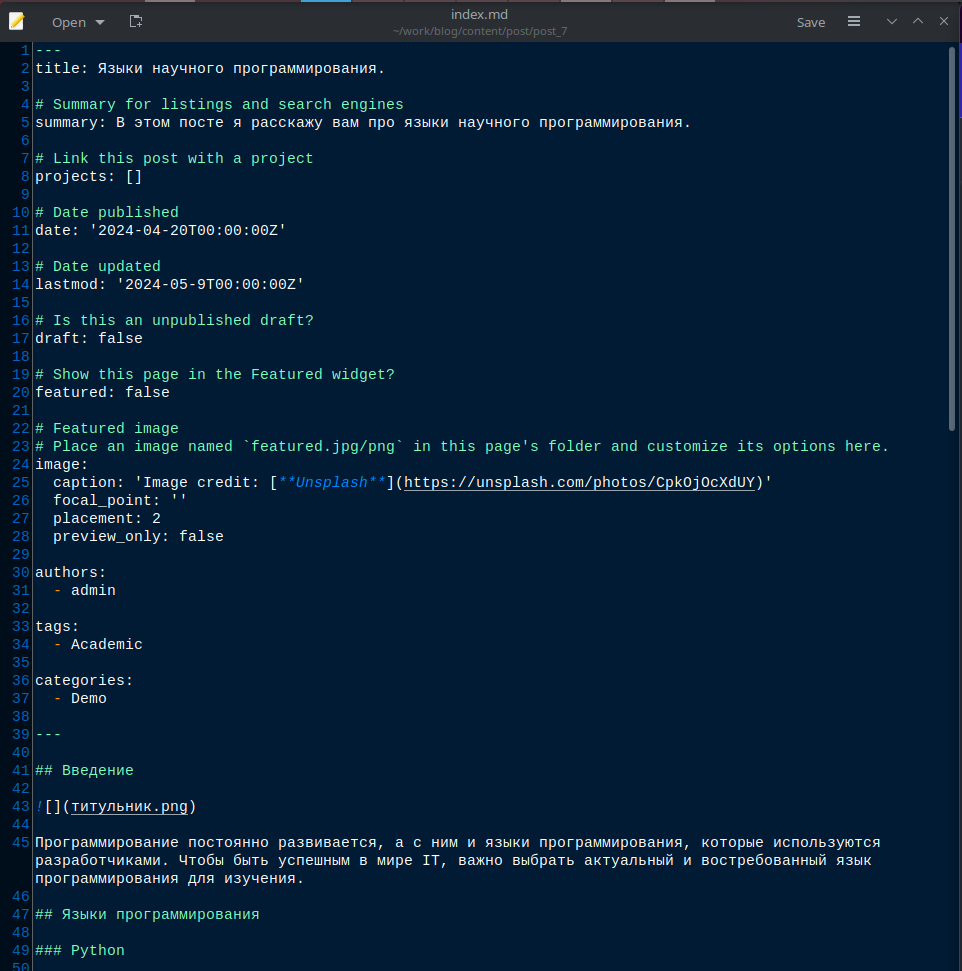 Open
index.md
~/work/blog/content/post/post_7
Save
1 ---
2 title: Языки научного программирования.
3
4 # Summary for listings and search engines
5 summary: В этом посте я расскажу вам про языки научного программирования.
6
7 # Link this post with a project
8 projects: []
9
10 # Date published
11 date: '2024-04-20T00:00:00Z'
12
13 # Date updated
14 lastmod: '2024-05-9T00:00:00Z'
15
16 # Is this an unpublished draft?
17 draft: false
18
19 # Show this page in the Featured widget?
20 featured: false
21
22 # Featured image
23 # Place an image named `featured.jpg/png` in this page's folder and customize its options here.
24 image:
25   caption: 'Image credit: [**Unsplash**](https://unsplash.com/photos/CpkOjOcXdUY)'
26   focal_point: ''
27   placement: 2
28   preview_only: false
29
30 authors:
31   - admin
32
33 tags:
34   - Academic
35
36 categories:
37   - Demo
38
39 ---
40
41 ## Введение
42
43 ![](титульник.png)
44
45 Программирование постоянно развивается, а с ним и языки программирования, которые используются
разработчиками. Чтобы быть успешным в мире IT, важно выбрать актуальный и востребованный язык
программирования для изучения.
46
47 ## Языки программирования
48
49 ### Python
50